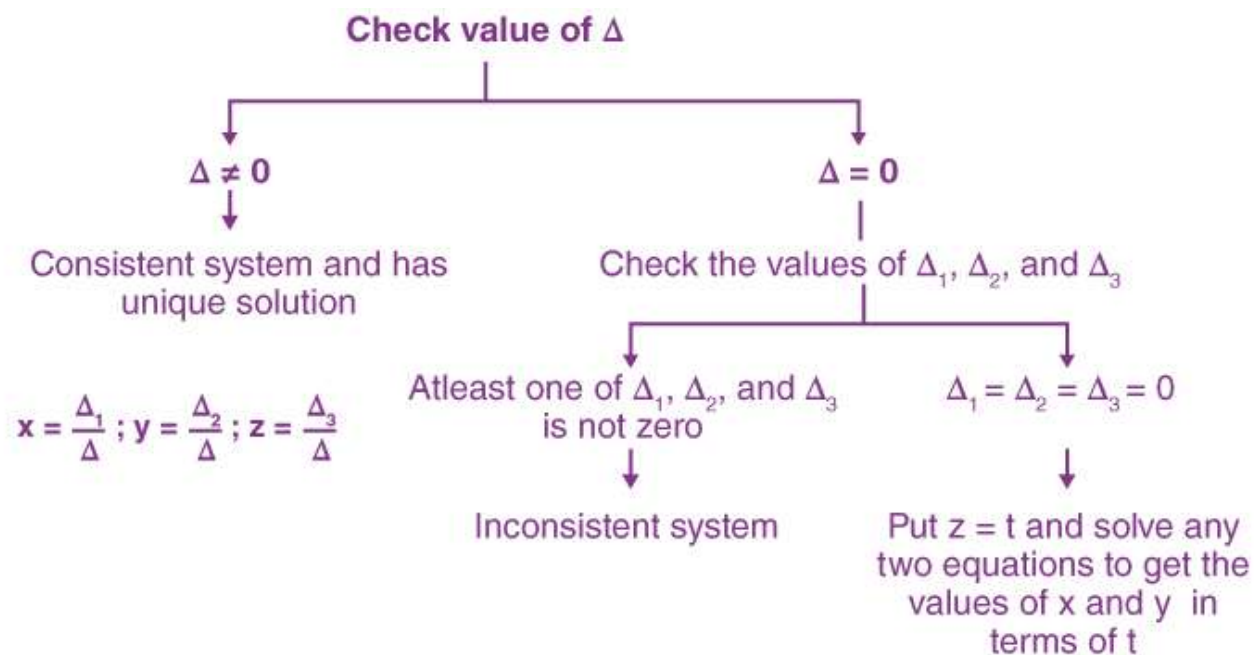 Check value of Δ
Δ ≠ 0
Δ = 0
Consistent system and has
unique solution
Check the values of Δ₁, Δ₂, and Δ₃
x = Δ₁/Δ ; y = Δ₂/Δ ; z = Δ₃/Δ
Atleast one of Δ₁, Δ₂, and Δ₃
is not zero
Δ₁ = Δ₂ = Δ₃ = 0
Inconsistent system
Put z = t and solve any
two equations to get the
values of x and y in
terms of t